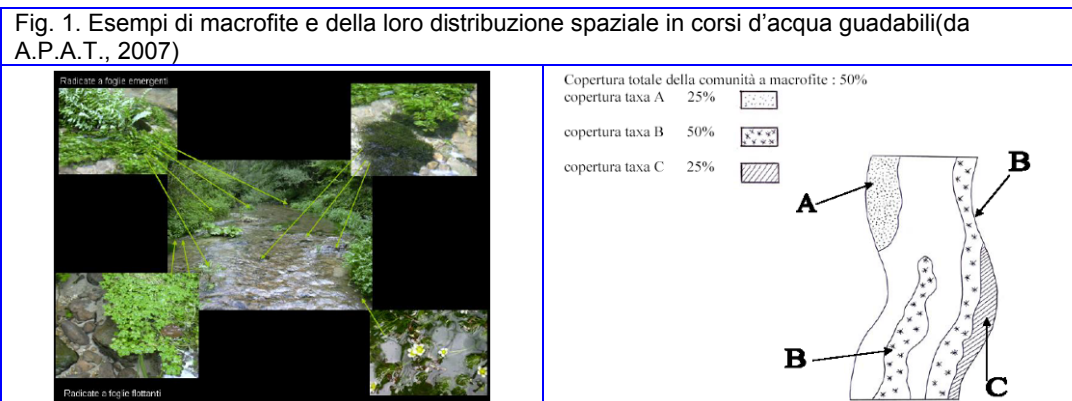 Fig. 1. Esempi di macrofite e della loro distribuzione spaziale in corsi d'acqua guadabili(da
A.P.A.T., 2007)
Radicate a foglie emergenti
Radicate a foglie flottanti
Copertura totale della comunità a macrofite : 50%
copertura taxa A 25%
copertura taxa B 50%
copertura taxa C 25%
B
A
B
C